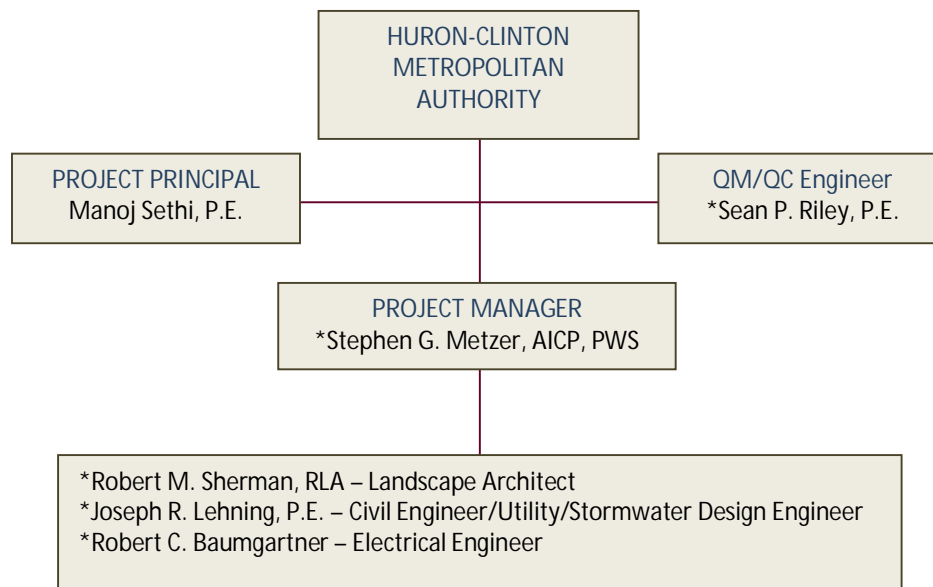 HURON-CLINTON
METROPOLITAN
AUTHORITY
PROJECT PRINCIPAL
Manoj Sethi, P.E.
QM/QC Engineer
*Sean P. Riley, P.E.
PROJECT MANAGER
*Stephen G. Metzer, AICP, PWS
*Robert M. Sherman, RLA – Landscape Architect
*Joseph R. Lehning, P.E. – Civil Engineer/Utility/Stormwater Design Engineer
*Robert C. Baumgartner – Electrical Engineer